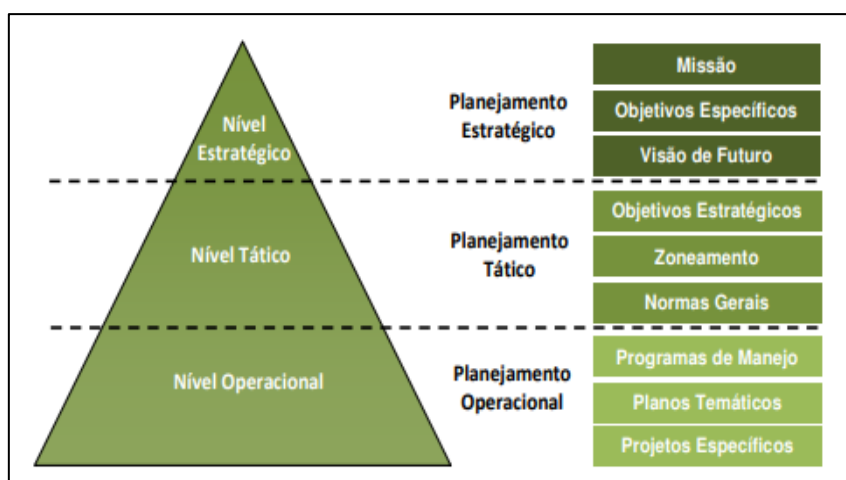 Nível
Estratégico
Planejamento
Estratégico
Missão
Objetivos Específicos
Visão de Futuro
Nível Tático
Planejamento
Tático
Objetivos Estratégicos
Zoneamento
Normas Gerais
Nível Operacional
Planejamento
Operacional
Programas de Manejo
Planos Temáticos
Projetos Específicos